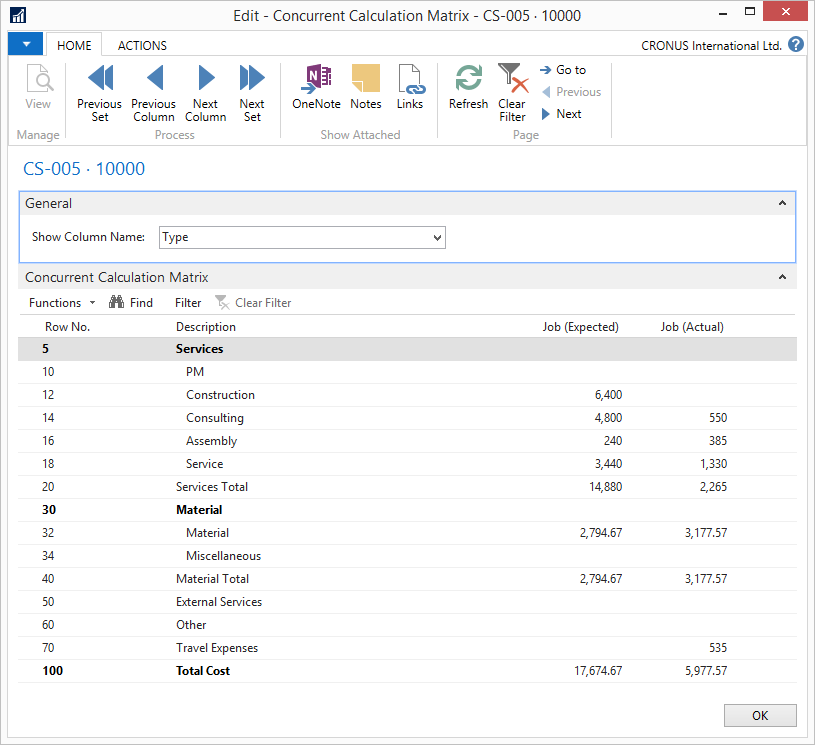 Edit - Concurrent Calculation Matrix - CS-005 · 10000
HOME ACTIONS CRONUS International Ltd. ?
View
Previous Set
Previous Column
Next Column
Next Set
OneNote
Notes
Links
Refresh
Clear Filter
Go to
Previous
Next
Manage Process Show Attached Page
CS-005 · 10000
General
Show Column Name: Type
Concurrent Calculation Matrix
Functions Find Filter Clear Filter
Row No. Description Job (Expected) Job (Actual)
5 Services
10 PM
12 Construction 6,400
14 Consulting 4,800 550
16 Assembly 240 385
18 Service 3,440 1,330
20 Services Total 14,880 2,265
30 Material
32 Material 2,794.67 3,177.57
34 Miscellaneous
40 Material Total 2,794.67 3,177.57
50 External Services
60 Other
70 Travel Expenses 535
100 Total Cost 17,674.67 5,977.57
OK